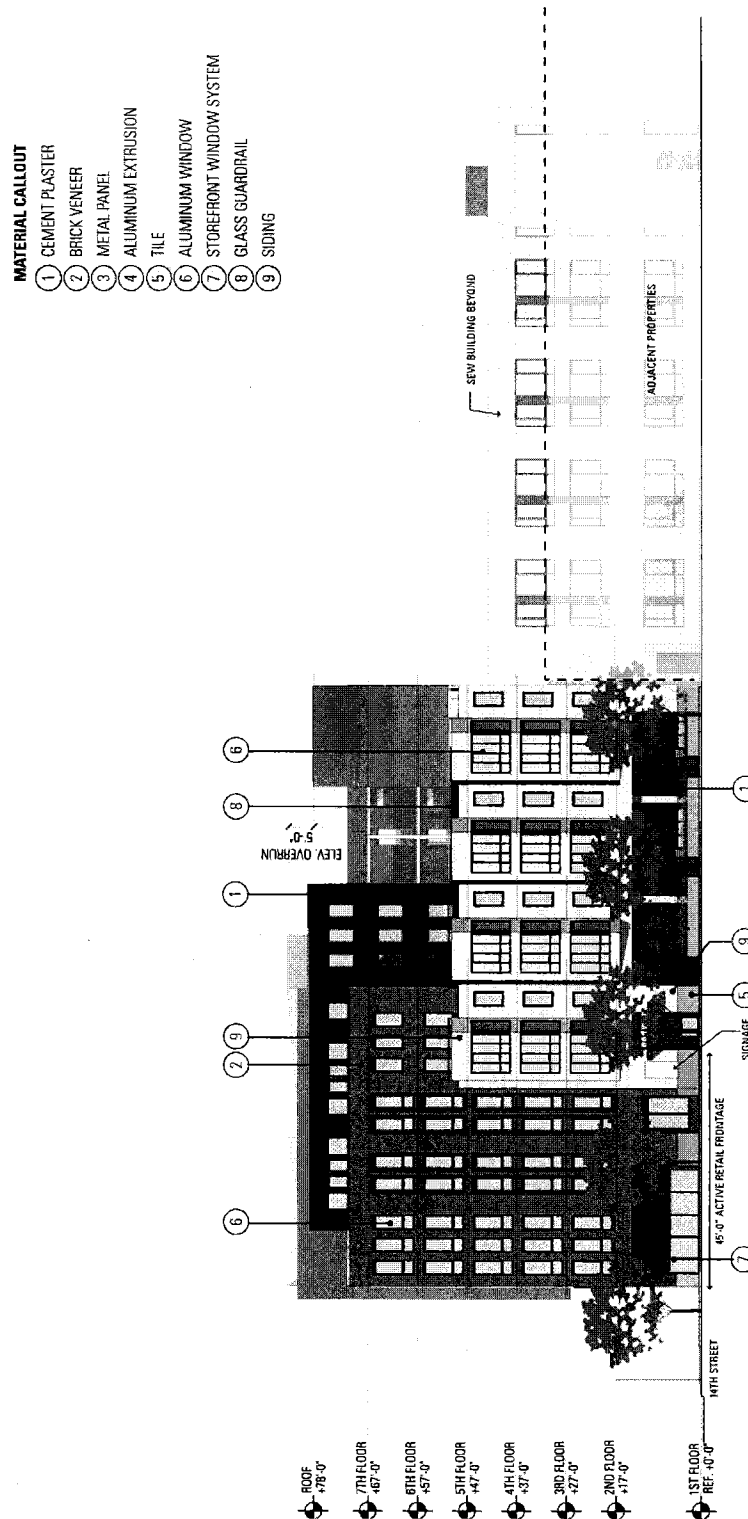 MATERIAL CALLOUT
1 CEMENT PLASTER
2 BRICK VENEER
3 METAL PANEL
4 ALUMINUM EXTRUSION
5 TILE
6 ALUMINUM WINDOW
7 STOREFRONT WINDOW SYSTEM
8 GLASS GUARDRAIL
9 SIDING
6
2
9
1
8
6
ELEV. OVERRUN
5'-0"
SEW BUILDING BEYOND
ADJACENT PROPERTIES
ROOF
+78'-0"
7TH FLOOR
+67'-0"
6TH FLOOR
+57'-0"
5TH FLOOR
+47'-0"
4TH FLOOR
+37'-0"
3RD FLOOR
+27'-0"
2ND FLOOR
+17'-0"
1ST FLOOR
REF. +0'-0"
14TH STREET
45'-0" ACTIVE RETAIL FRONTAGE
7
SIGNAGE
5
9